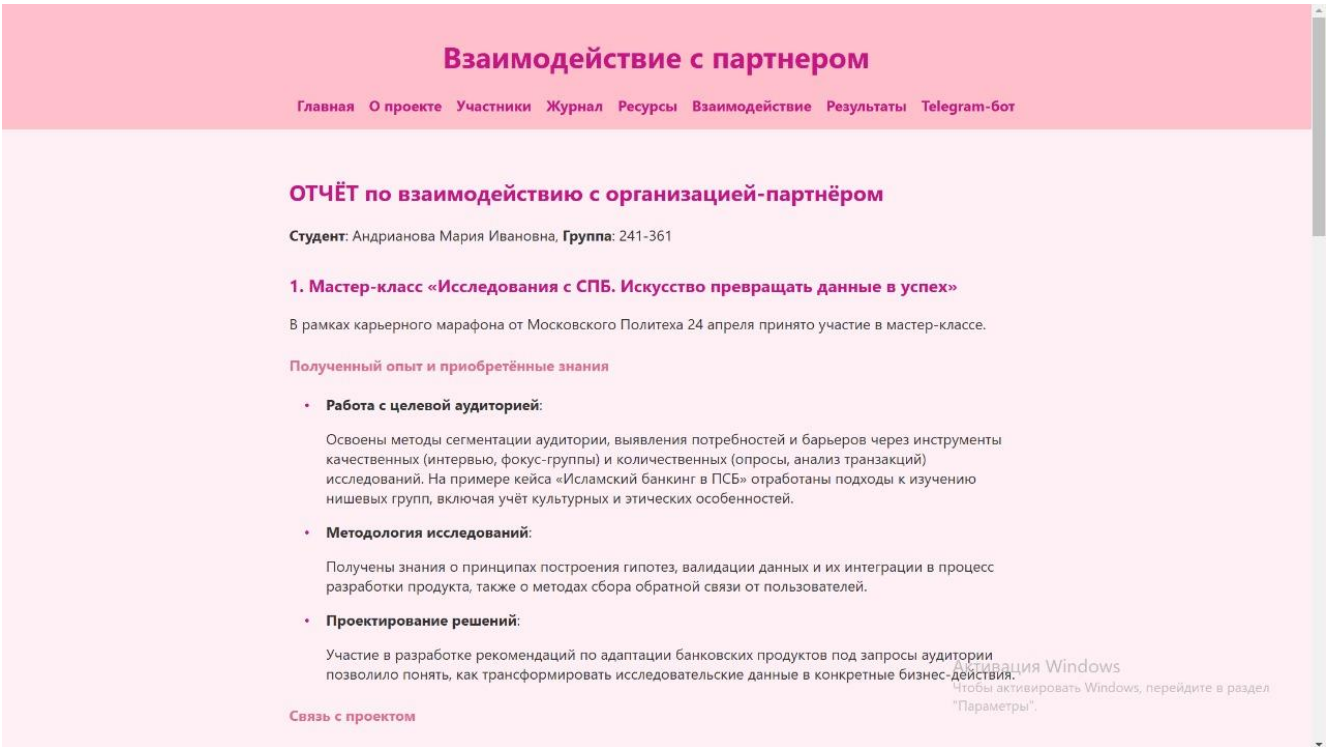 Взаимодействие с партнером
Главная О проекте Участники Журнал Ресурсы Взаимодействие Результаты Telegram-бот
ОТЧЁТ по взаимодействию с организацией-партнёром
Студент: Андрианова Мария Ивановна, Группа: 241-361
1. Мастер-класс «Исследования с СПБ. Искусство превращать данные в успех»
В рамках карьерного марафона от Московского Политеха 24 апреля принято участие в мастер-классе.
Полученный опыт и приобретённые знания
• Работа с целевой аудиторией:
Освоены методы сегментации аудитории, выявления потребностей и барьеров через инструменты
качественных (интервью, фокус-группы) и количественных (опросы, анализ транзакций)
исследований. На примере кейса «Исламский банкинг в ПСБ» отработаны подходы к изучению
нишевых групп, включая учёт культурных и этических особенностей.
• Методология исследований:
Получены знания о принципах построения гипотез, валидации данных и их интеграции в процесс
разработки продукта, также о методах сбора обратной связи от пользователей.
• Проектирование решений:
Участие в разработке рекомендаций по адаптации банковских продуктов под запросы аудитории
позволило понять, как трансформировать исследовательские данные в конкретные бизнес-действия.
Связь с проектом
Активация Windows
Чтобы активировать Windows, перейдите в раздел
"Параметры".